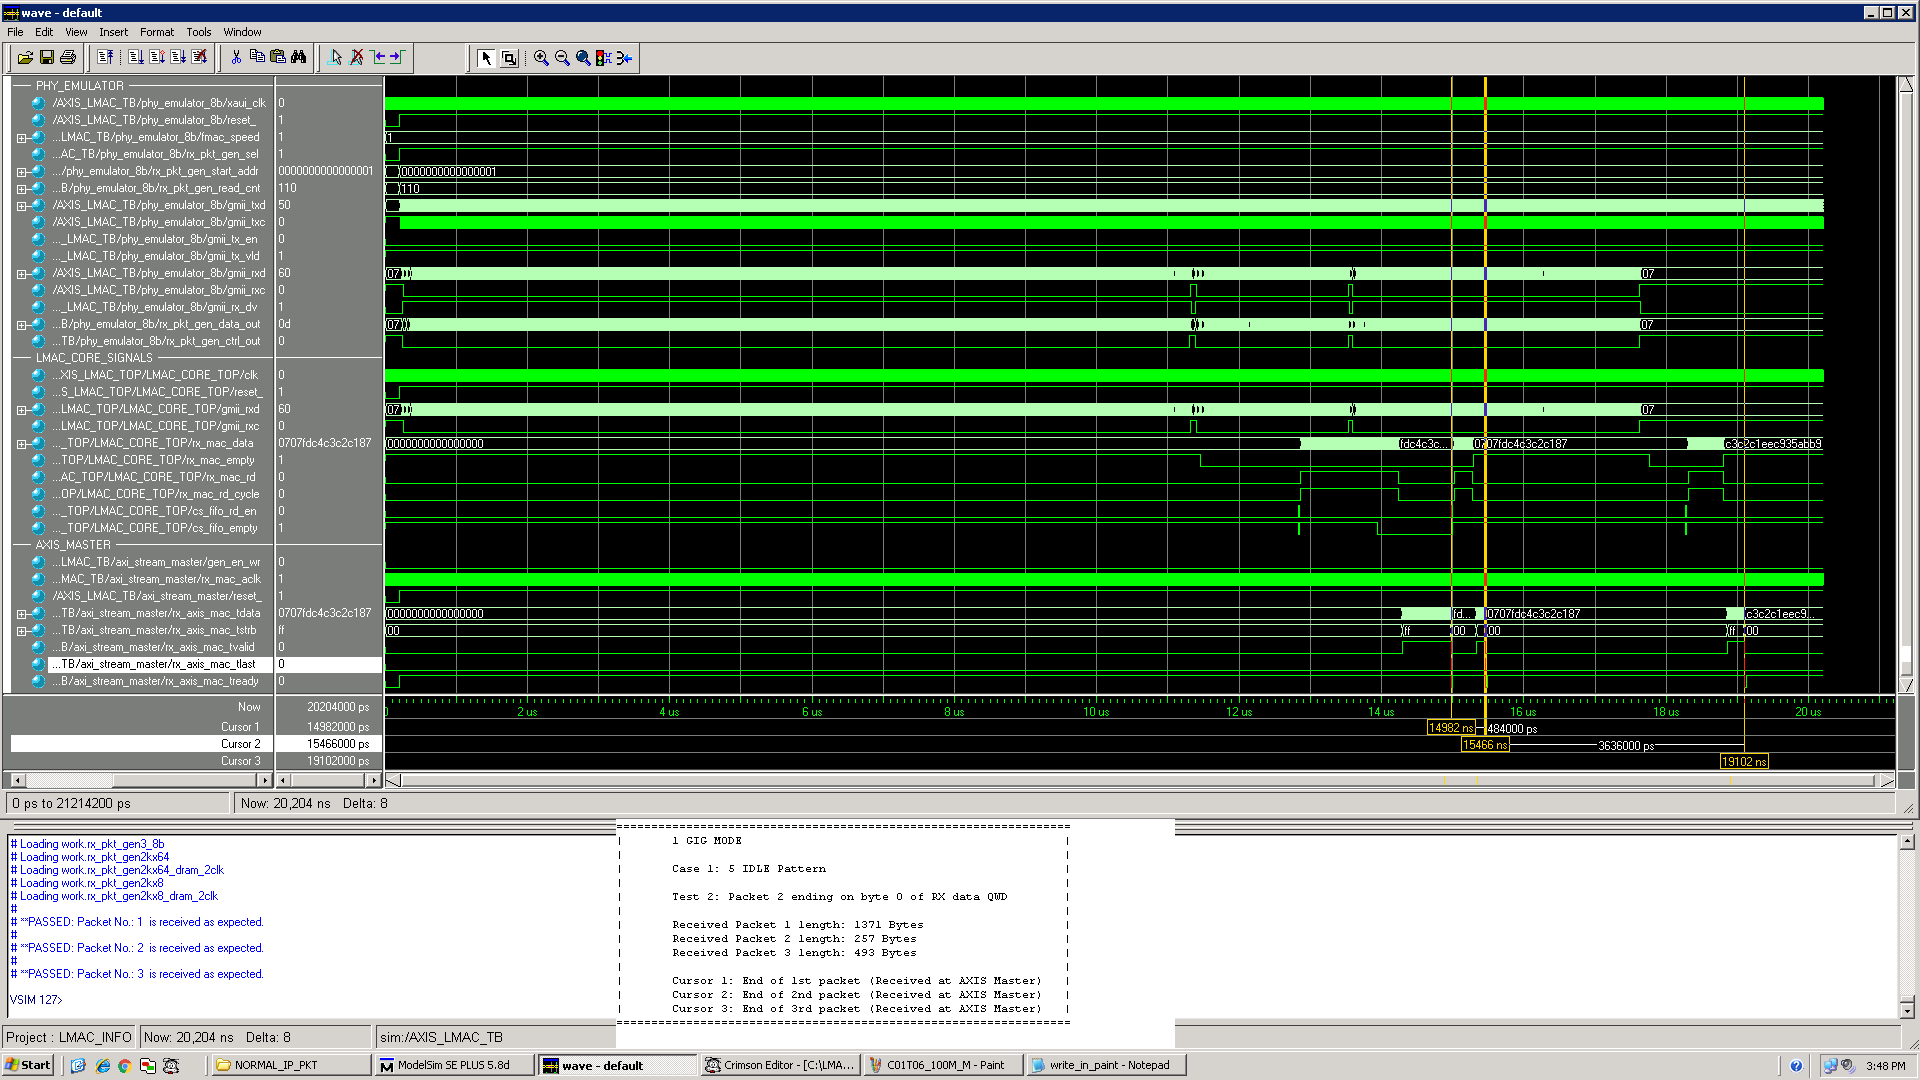 wave - default
File Edit View Insert Format Tools Window
PHY_EMULATOR
/AXIS_LMAC_TB/phy_emulator_8b/xaui_clk 0
/AXIS_LMAC_TB/phy_emulator_8b/reset_ 1
...LMAC_TB/phy_emulator_8b/fmac_speed 1 1
...AC_TB/phy_emulator_8b/rx_pkt_gen_sel 1
.../phy_emulator_8b/rx_pkt_gen_start_addr 0000000000000001 0000000000000001
...B/phy_emulator_8b/rx_pkt_gen_read_cnt 110 110
/AXIS_LMAC_TB/phy_emulator_8b/gmii_txd 50
/AXIS_LMAC_TB/phy_emulator_8b/gmii_txc 0
..._LMAC_TB/phy_emulator_8b/gmii_tx_en 0
..._LMAC_TB/phy_emulator_8b/gmii_tx_vld 1
/AXIS_LMAC_TB/phy_emulator_8b/gmii_rxd 60 07 07
/AXIS_LMAC_TB/phy_emulator_8b/gmii_rxc 0
..._LMAC_TB/phy_emulator_8b/gmii_rx_dv 1
...B/phy_emulator_8b/rx_pkt_gen_data_out 0d 07 07
...TB/phy_emulator_8b/rx_pkt_gen_ctrl_out 0
LMAC_CORE_SIGNALS
...XIS_LMAC_TOP/LMAC_CORE_TOP/clk 0
...S_LMAC_TOP/LMAC_CORE_TOP/reset_ 1
...LMAC_TOP/LMAC_CORE_TOP/gmii_rxd 60 07 07
...LMAC_TOP/LMAC_CORE_TOP/gmii_rxc 0
..._TOP/LMAC_CORE_TOP/rx_mac_data 0707fdc4c3c2c187 0000000000000000 fdc4c3c... 0707fdc4c3c2c187 c3c2c1eec935abb9
...TOP/LMAC_CORE_TOP/rx_mac_empty 1
...AC_TOP/LMAC_CORE_TOP/rx_mac_rd 0
...OP/LMAC_CORE_TOP/rx_mac_rd_cycle 0
..._TOP/LMAC_CORE_TOP/cs_fifo_rd_en 0
..._TOP/LMAC_CORE_TOP/cs_fifo_empty 1
AXIS_MASTER
...LMAC_TB/axi_stream_master/gen_en_wr 0
...MAC_TB/axi_stream_master/rx_mac_aclk 1
/AXIS_LMAC_TB/axi_stream_master/reset_ 1
...TB/axi_stream_master/rx_axis_mac_tdata 0707fdc4c3c2c187 0000000000000000 fd... 0707fdc4c3c2c187 c3c2c1eec9...
...TB/axi_stream_master/rx_axis_mac_tstrb ff 00 ff 00 00 ff 00
...B/axi_stream_master/rx_axis_mac_tvalid 0
...TB/axi_stream_master/rx_axis_mac_tlast 0
...B/axi_stream_master/rx_axis_mac_tready 0
Now 20204000 ps 0 2 us 4 us 6 us 8 us 10 us 12 us 14 us 16 us 18 us 20 us
Cursor 1 14982000 ps 14982 ns 484000 ps
Cursor 2 15466000 ps 15466 ns 3636000 ps
Cursor 3 19102000 ps 19102 ns
0 ps to 21214200 ps Now: 20,204 ns Delta: 8
# Loading work.rx_pkt_gen3_8b
# Loading work.rx_pkt_gen2kx64
# Loading work.rx_pkt_gen2kx64_dram_2clk
# Loading work.rx_pkt_gen2kx8
# Loading work.rx_pkt_gen2kx8_dram_2clk
#
# **PASSED: Packet No.: 1 is received as expected.
#
# **PASSED: Packet No.: 2 is received as expected.
#
# **PASSED: Packet No.: 3 is received as expected.
VSIM 127>
1 GIG MODE
Case 1: 5 IDLE Pattern
Test 2: Packet 2 ending on byte 0 of RX data QWD
Received Packet 1 length: 1371 Bytes
Received Packet 2 length: 257 Bytes
Received Packet 3 length: 493 Bytes
Cursor 1: End of 1st packet (Received at AXIS Master)
Cursor 2: End of 2nd packet (Received at AXIS Master)
Cursor 3: End of 3rd packet (Received at AXIS Master)
Project : LMAC_INFO Now: 20,204 ns Delta: 8 sim:/AXIS_LMAC_TB
Start NORMAL_IP_PKT ModelSim SE PLUS 5.8d wave - default Crimson Editor - [C:\LMA... C01T06_100M_M - Paint write_in_paint - Notepad 3:48 PM